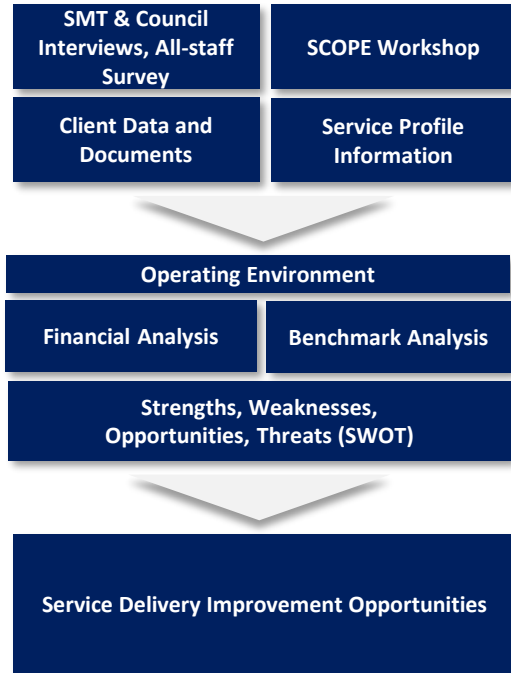 SMT & Council
Interviews, All-staff
Survey
SCOPE Workshop
Client Data and
Documents
Service Profile
Information
Operating Environment
Financial Analysis
Benchmark Analysis
Strengths, Weaknesses,
Opportunities, Threats (SWOT)
Service Delivery Improvement Opportunities